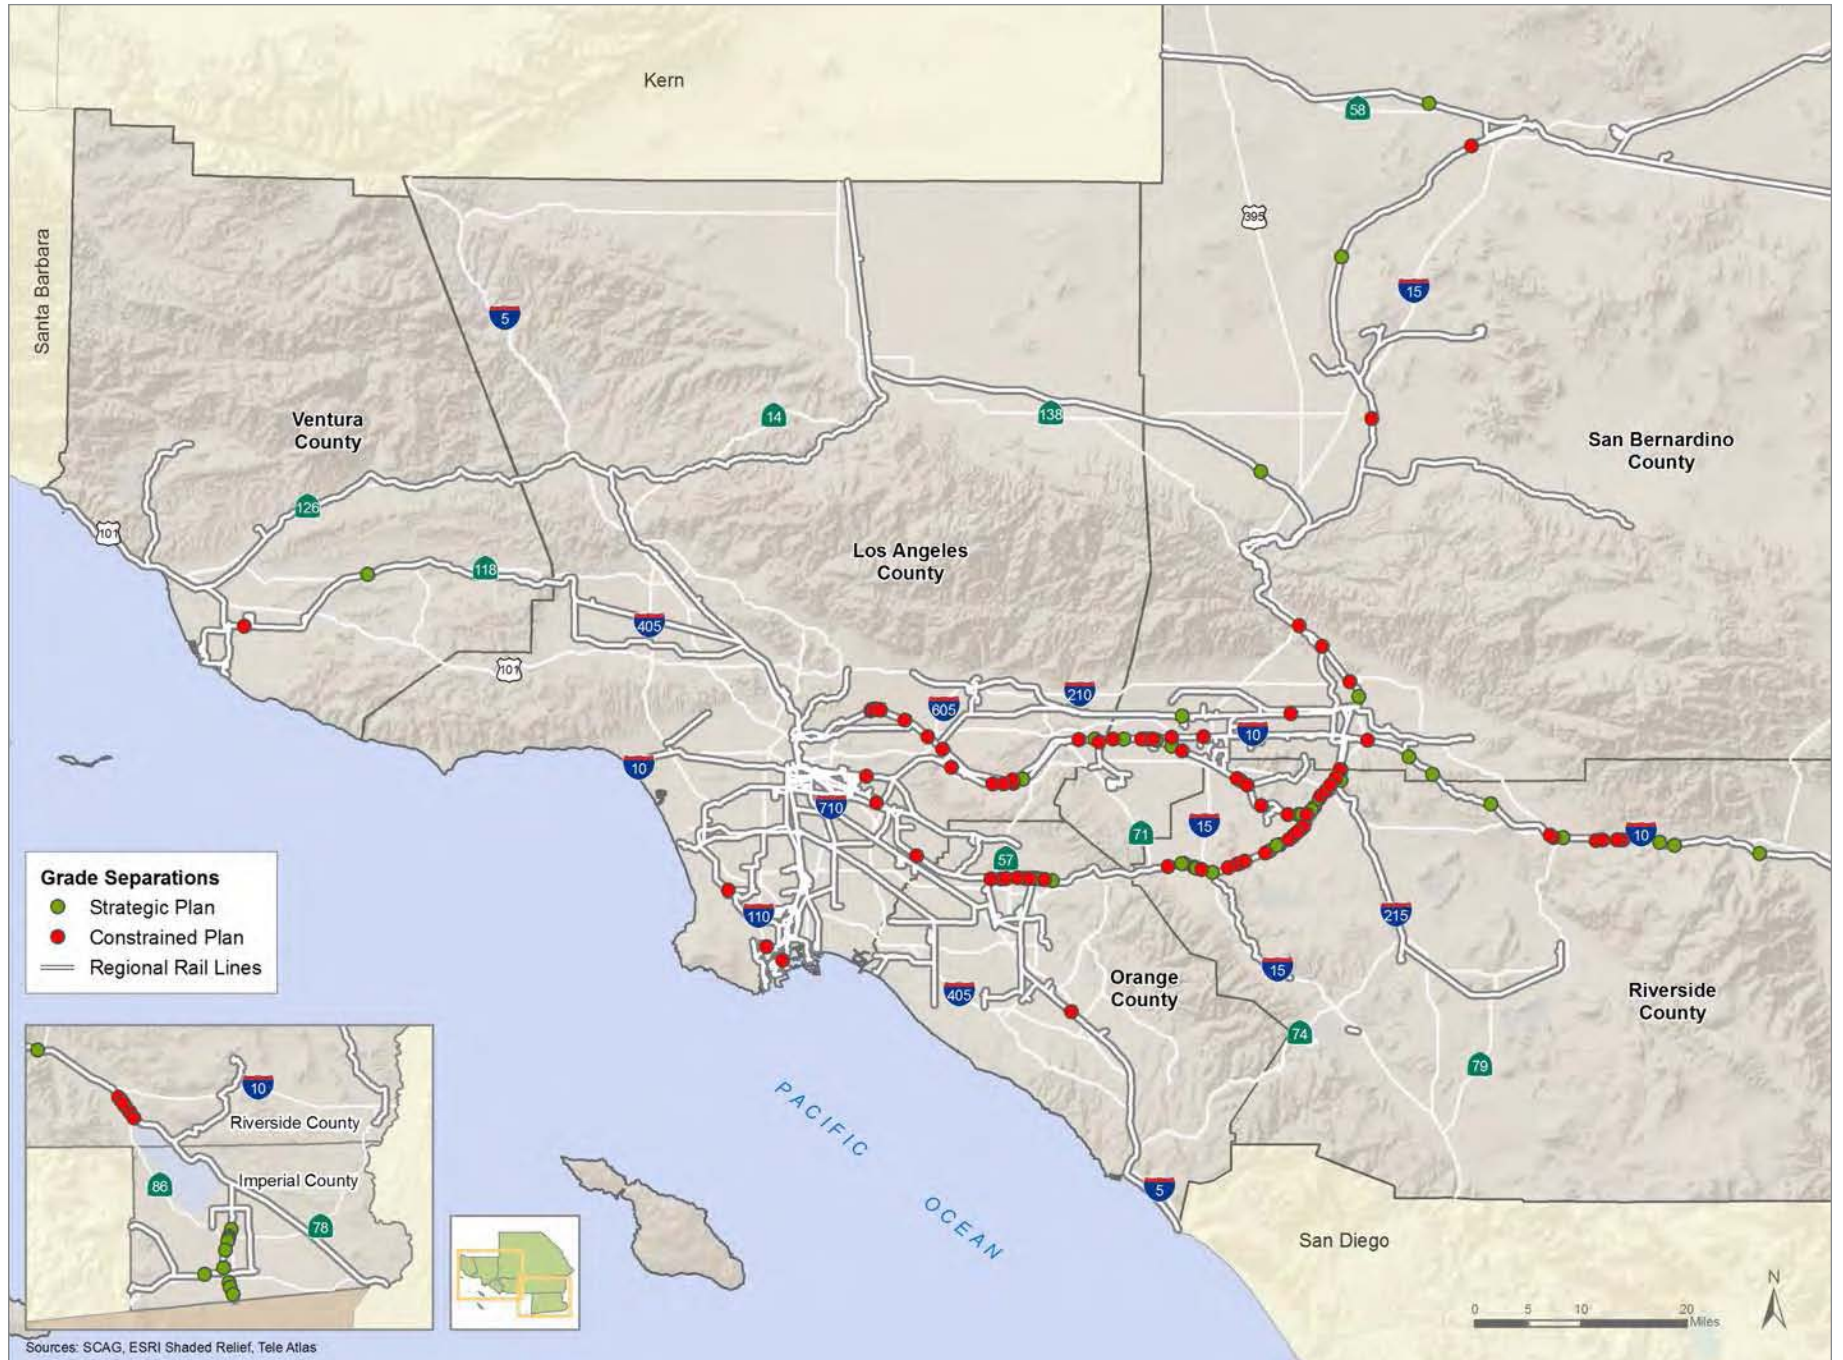 Kern
58
Santa Barbara
395
15
5
14
138
Ventura
County
San Bernardino
County
126
101
Los Angeles
County
118
405
101
210
605
10
10
710
71
15
10
57
110
215
Grade Separations
Strategic Plan
Constrained Plan
Regional Rail Lines
405
Orange
County
15
Riverside
County
74
79
PACIFIC
OCEAN
10
Riverside County
Imperial County
86
78
5
San Diego
N
0 5 10 20
Miles
Sources: SCAG, ESRI Shaded Relief, Tele Atlas